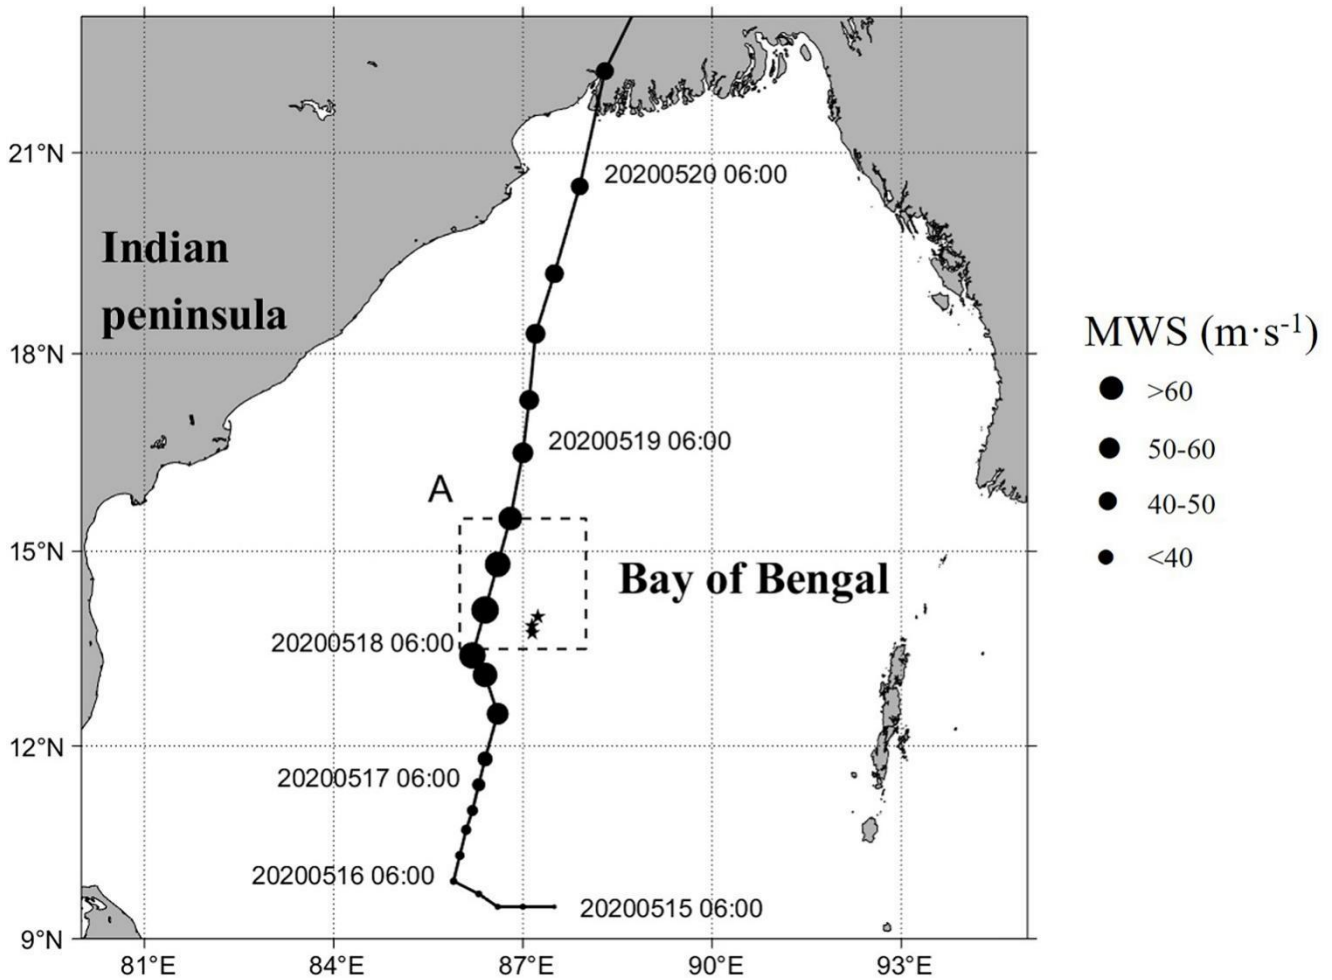 21°N
20200520 06:00
Indian
peninsula
18°N
MWS (m·s⁻¹)
>60
50-60
40-50
<40
20200519 06:00
A
15°N
Bay of Bengal
20200518 06:00
12°N
20200517 06:00
20200516 06:00
20200515 06:00
9°N
81°E 84°E 87°E 90°E 93°E